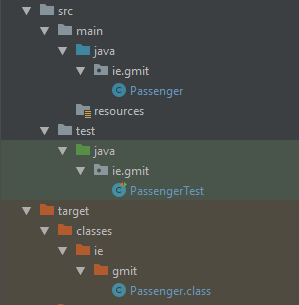 src
main
java
ie.gmit
Passenger
resources
test
java
ie.gmit
PassengerTest
target
classes
ie
gmit
Passenger.class